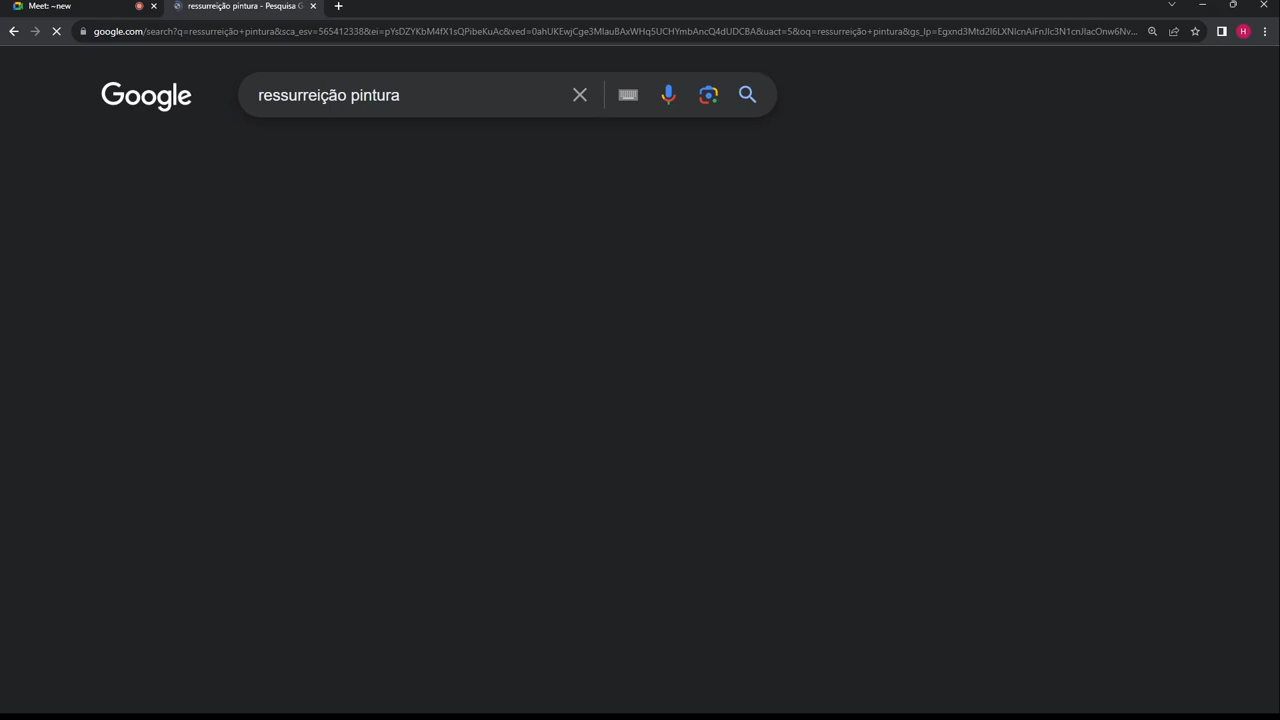 Meet: –new
ressurreição pintura - Pesquisa G
google.com/search?q=ressurreição+pintura&sca_esv=565412338&ei=pYsDZYKbM4fX1sQPibeKuAc&ved=0ahUKEwjCge3MlauBAxWHq5UCHYmbAncQ4dUDCBA&uact=5&oq=ressurreição+pintura&gs_lp=Egxnd3Mtd2l6LXNlcnAiFnJlc3N1cnJlacOnw6Nv...
H
Google
ressurreição pintura